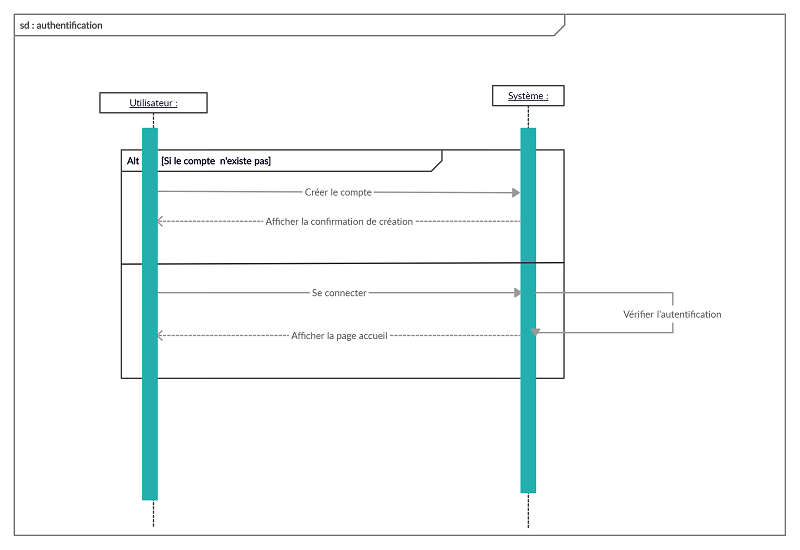 sd : authentification
Utilisateur :
Système :
Alt [Si le compte n'existe pas]
Créer le compte
Afficher la confirmation de création
Se connecter
Vérifier l'autentification
Afficher la page accueil